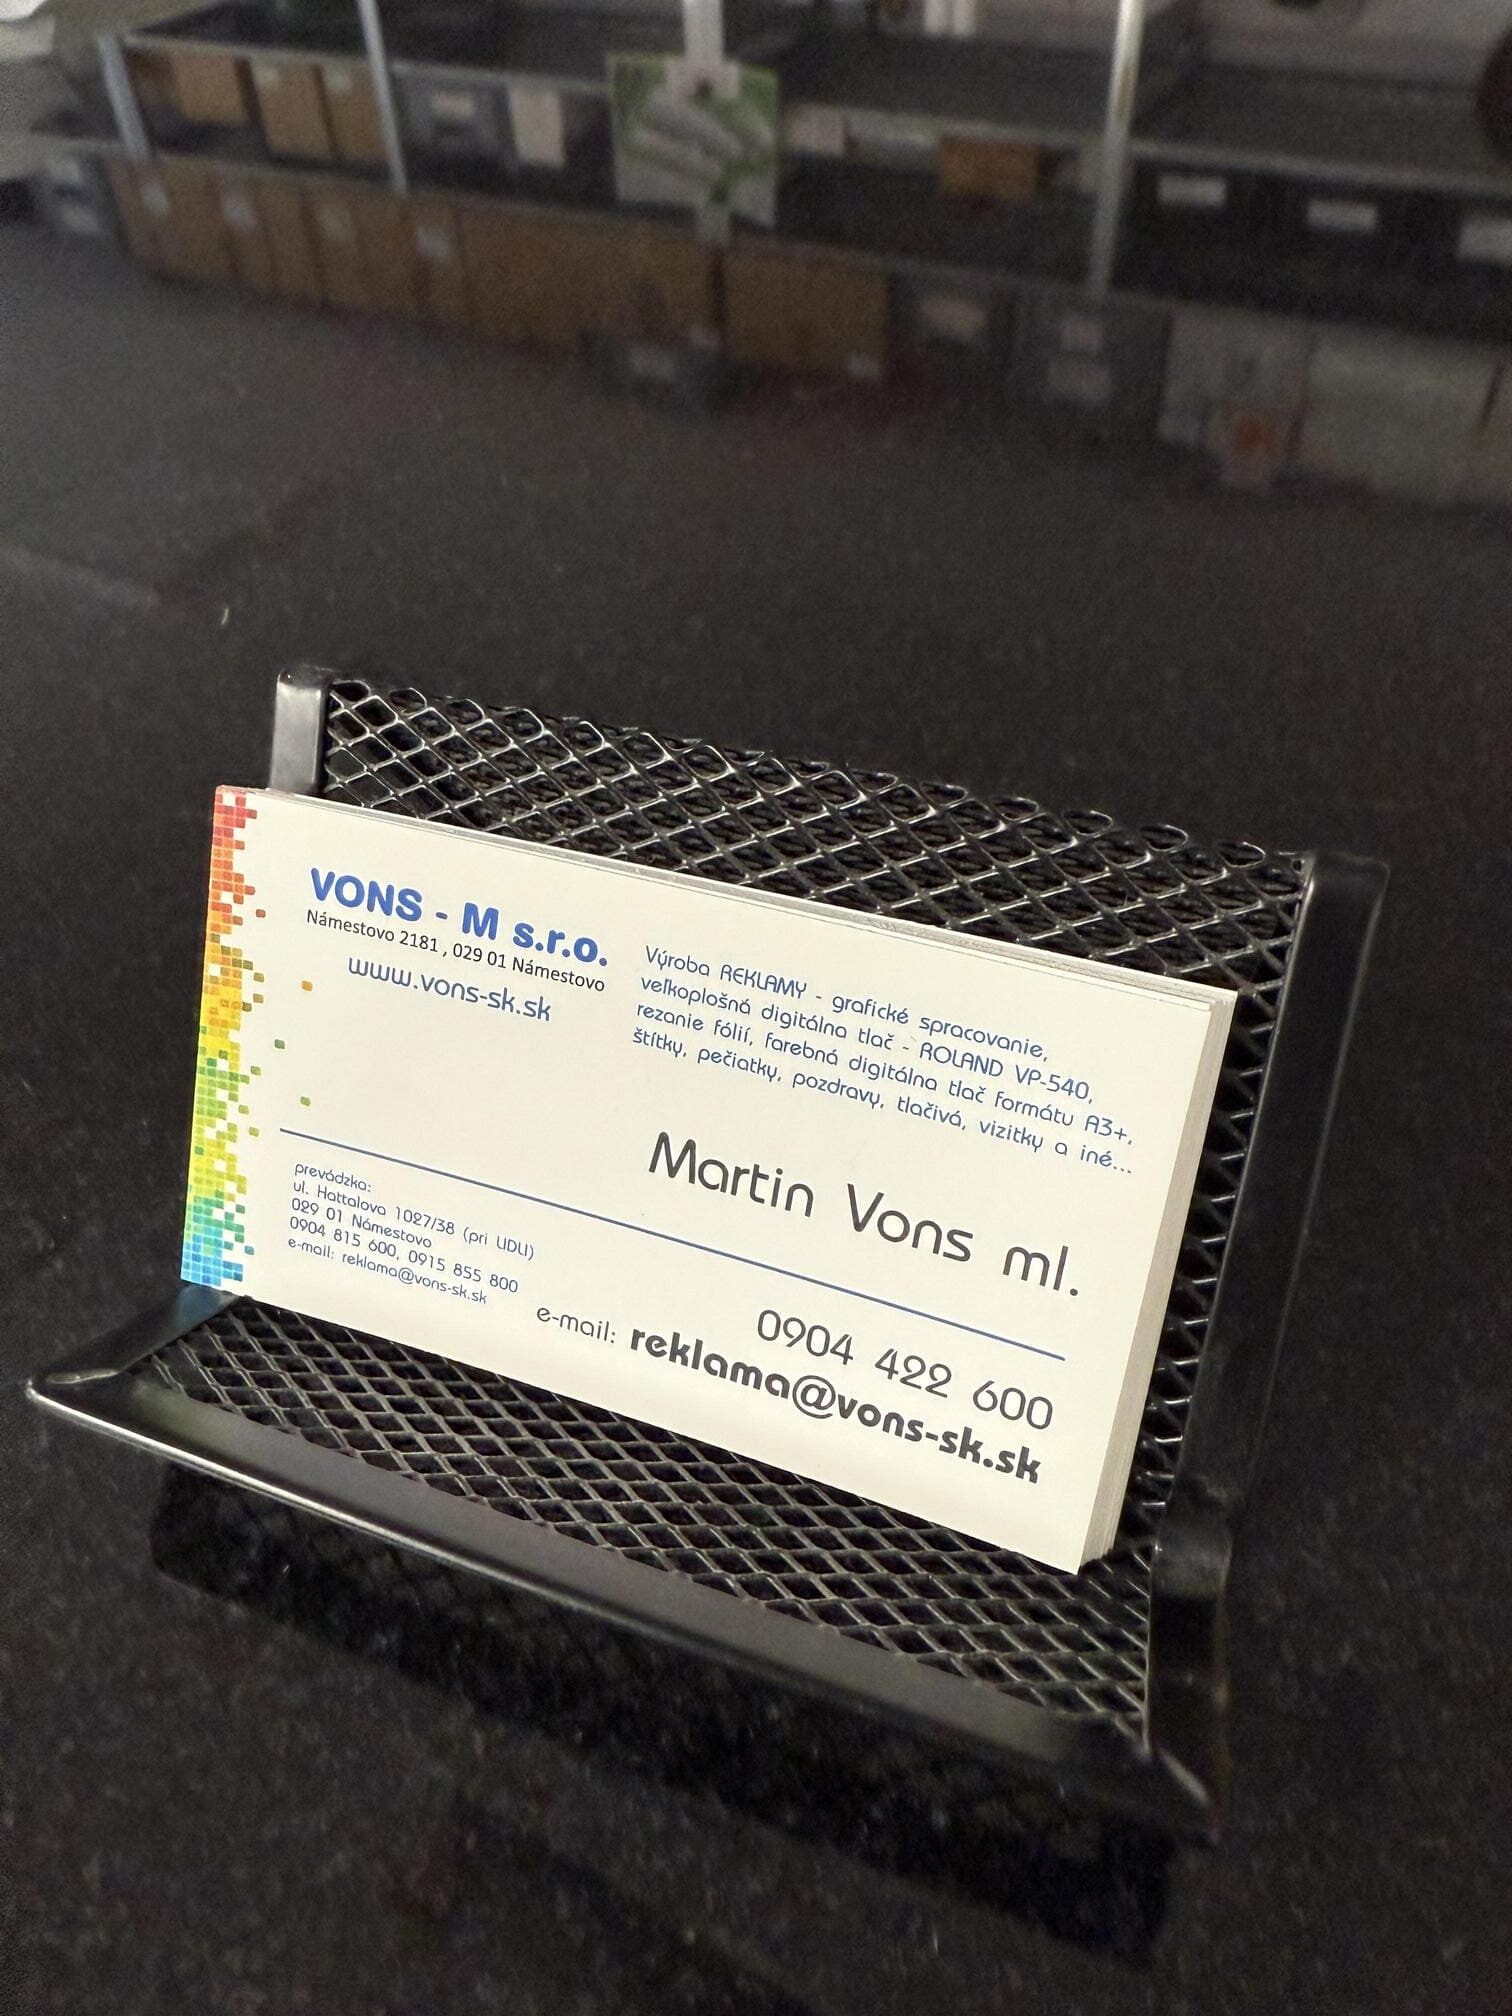 VONS - M s.r.o.
Námestovo 2181 , 029 01 Námestovo
www.vons-sk.sk
Výroba REKLAMY - grafické spracovanie,
veľkoplošná digitálna tlač - ROLAND VP-540,
rezanie fólií, farebná digitálna tlač formátu A3+,
štítky, pečiatky, pozdravy, tlačivá, vizitky a iné...
Martin Vons ml.
prevádzka:
ul. Hattalova 1027/38 (pri UDU)
029 01 Námestovo
0904 815 600, 0915 855 800
e-mail: reklama@vons-sk.sk
0904 422 600
e-mail: reklama@vons-sk.sk